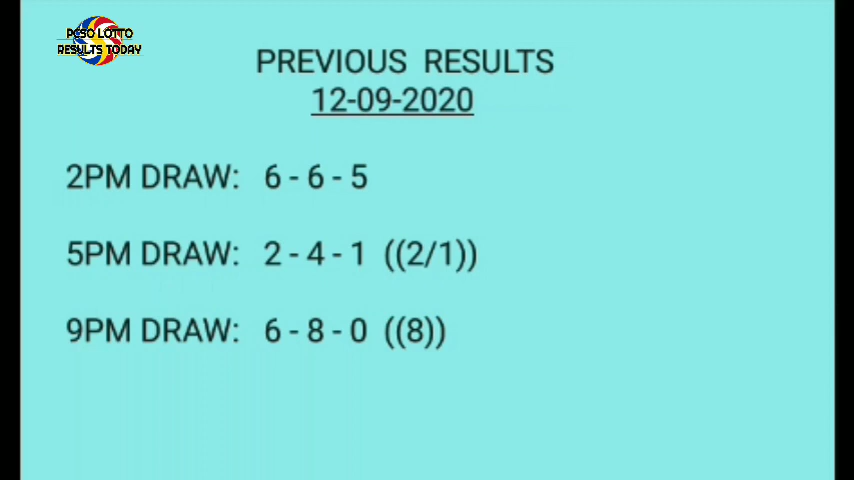 PCSO LOTTO
RESULTS TODAY
PREVIOUS RESULTS
12-09-2020
2PM DRAW: 6 - 6 - 5
5PM DRAW: 2 - 4 - 1 ((2/1))
9PM DRAW: 6 - 8 - 0 ((8))